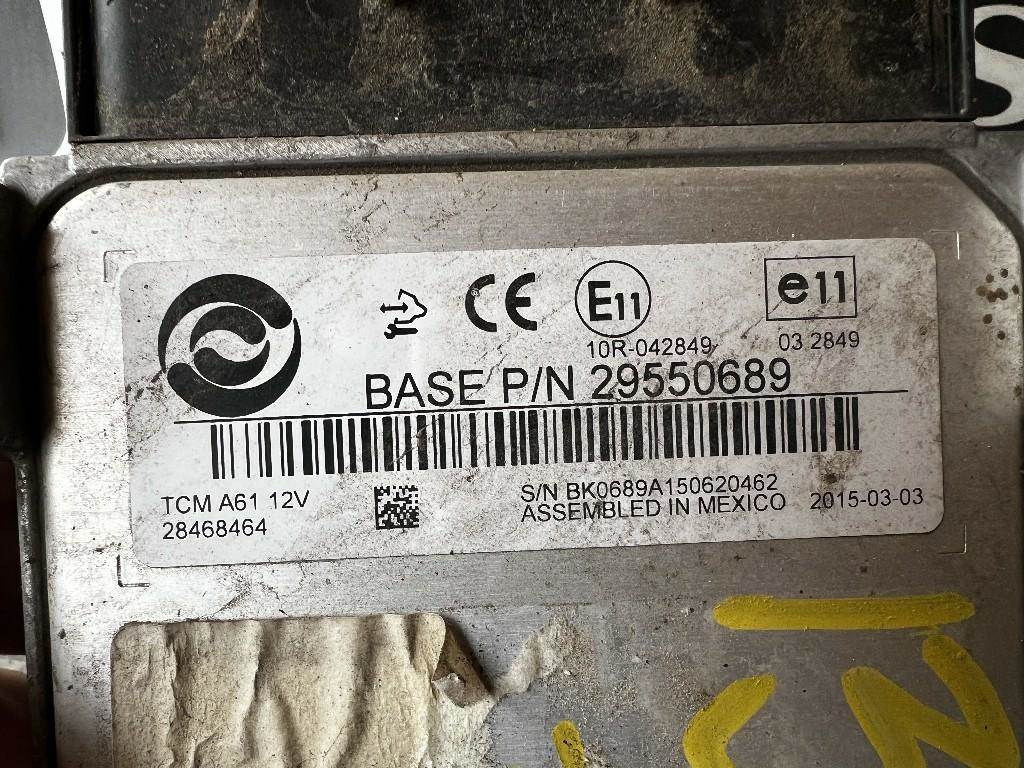 CE E11 e11
10R-042849 03 2849
BASE P/N 29550689
TCM A61 12V
28468464
S/N BK0689A150620462
ASSEMBLED IN MEXICO 2015-03-03